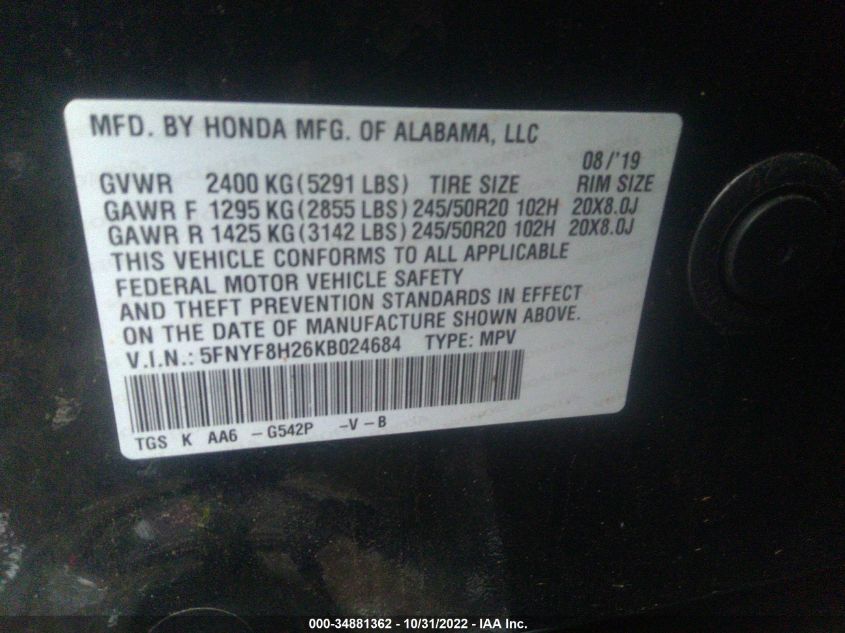 MFD. BY HONDA MFG. OF ALABAMA, LLC
08/'19
GVWR 2400 KG(5291 LBS) TIRE SIZE RIM SIZE
GAWR F 1295 KG(2855 LBS)245/50R20 102H 20X8.0J
GAWR R 1425 KG(3142 LBS)245/50R20 102H 20X8.0J
THIS VEHICLE CONFORMS TO ALL APPLICABLE
FEDERAL MOTOR VEHICLE SAFETY
AND THEFT PREVENTION STANDARDS IN EFFECT
ON THE DATE OF MANUFACTURE SHOWN ABOVE.
V.I.N.: 5FNYF8H26KB024684 TYPE: MPV
TGS K AA6 -G542P -V-B
000-34881362 - 10/31/2022 - IAA Inc.